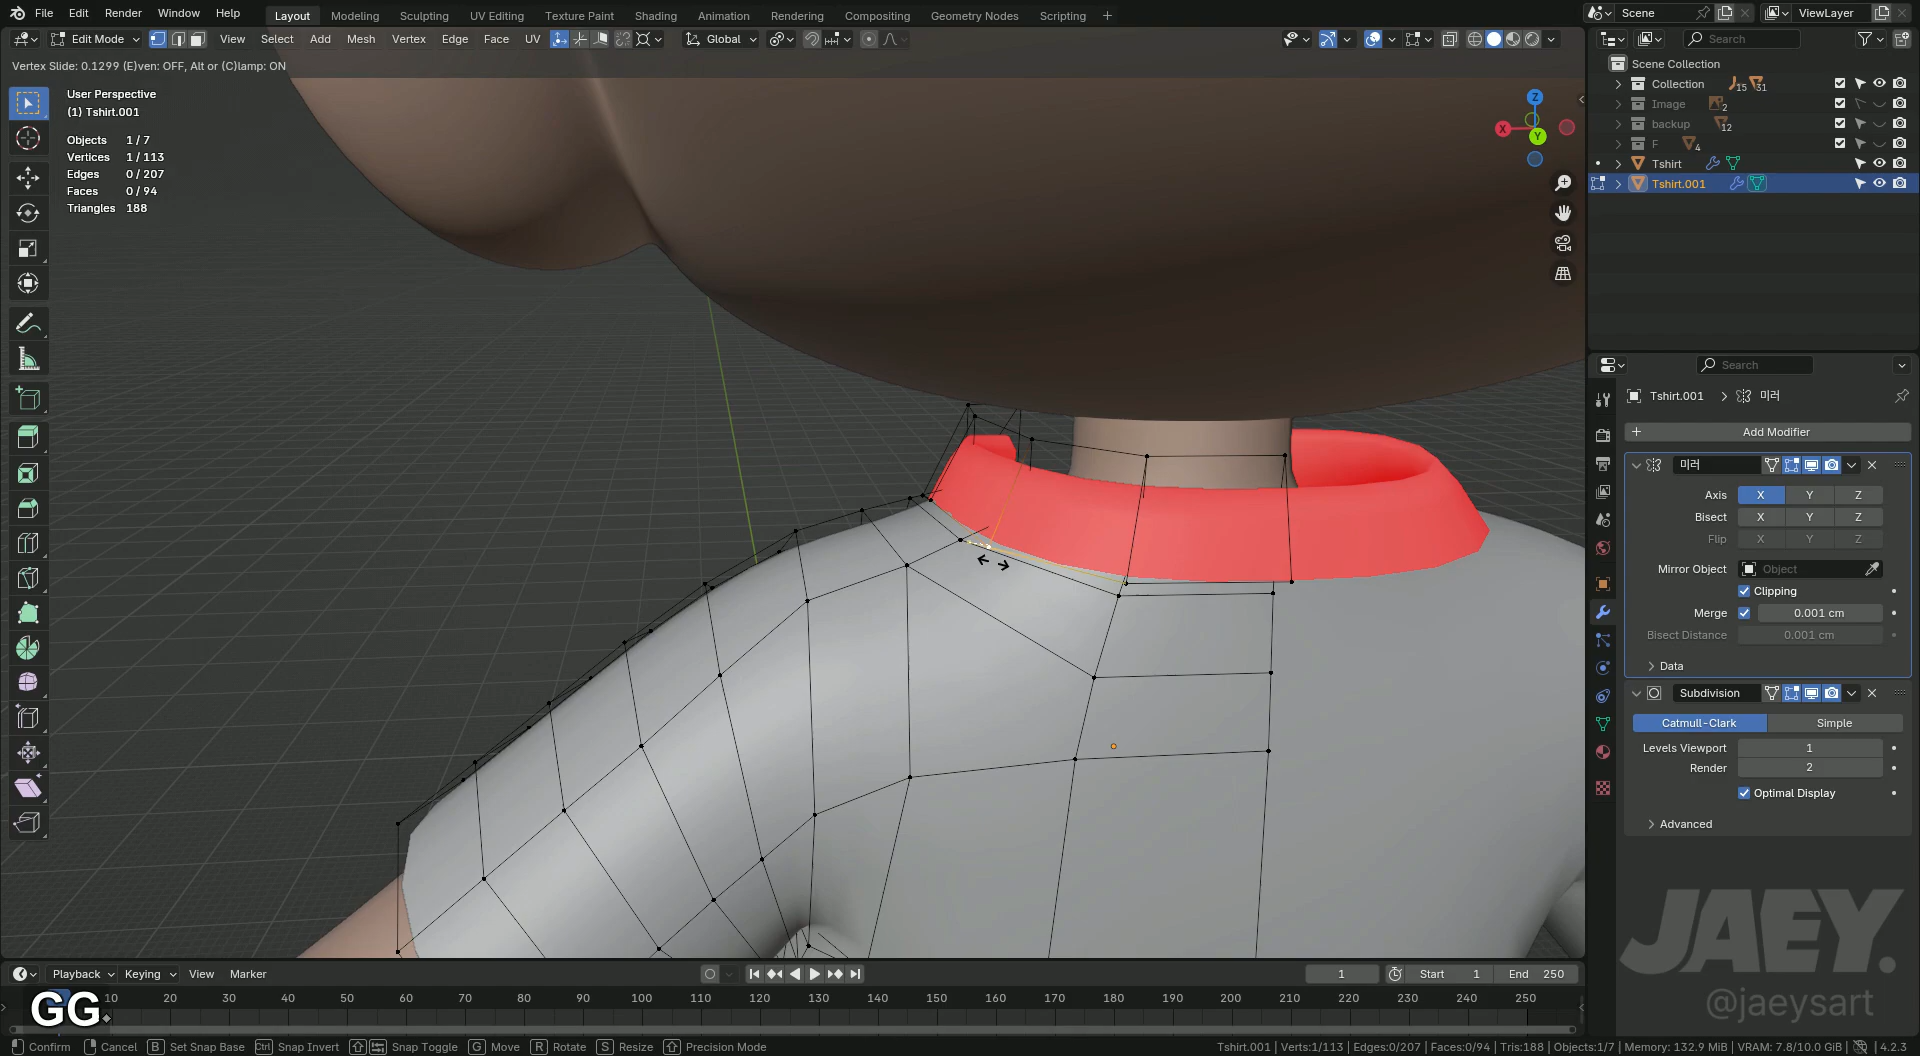 File Edit Render Window Help Layout Modeling Sculpting UV Editing Texture Paint Shading Animation Rendering Compositing Geometry Nodes Scripting + Scene ViewLayer
Edit Mode View Select Add Mesh Vertex Edge Face UV Global Search
Vertex Slide: 0.1299 (E)ven: OFF, Alt or (C)lamp: ON
User Perspective
(1) Tshirt.001
Objects 1 / 7
Vertices 1 / 113
Edges 0 / 207
Faces 0 / 94
Triangles 188
Z
X
Y
Scene Collection
Collection 15 31
Image 2
backup 12
F 4
Tshirt
Tshirt.001
Search
Tshirt.001 미러
Add Modifier
미러
Axis X Y Z
Bisect X Y Z
Flip X Y Z
Mirror Object Object
Clipping
Merge 0.001 cm
Bisect Distance 0.001 cm
Data
Subdivision
Catmull-Clark Simple
Levels Viewport 1
Render 2
Optimal Display
Advanced
JAEY.
@jaeysart
Playback Keying View Marker 1 Start 1 End 250
GG
10 20 30 40 50 60 70 80 90 100 110 120 130 140 150 160 170 180 190 200 210 220 230 240 250
Confirm Cancel B Set Snap Base Ctrl Snap Invert Snap Toggle G Move R Rotate S Resize Precision Mode Tshirt.001 | Verts:1/113 | Edges:0/207 | Faces:0/94 | Tris:188 | Objects:1/7 | Memory: 132.9 MiB | VRAM: 7.8/10.0 GiB | 4.2.3